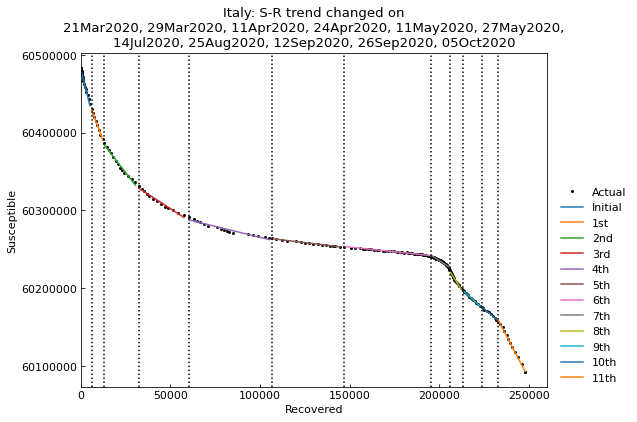 Italy: S-R trend changed on
21Mar2020, 29Mar2020, 11Apr2020, 24Apr2020, 11May2020, 27May2020,
14Jul2020, 25Aug2020, 12Sep2020, 26Sep2020, 05Oct2020
60500000
60400000
60300000
60200000
60100000
Susceptible
0
50000
100000
150000
200000
250000
Recovered
Actual
Initial
1st
2nd
3rd
4th
5th
6th
7th
8th
9th
10th
11th